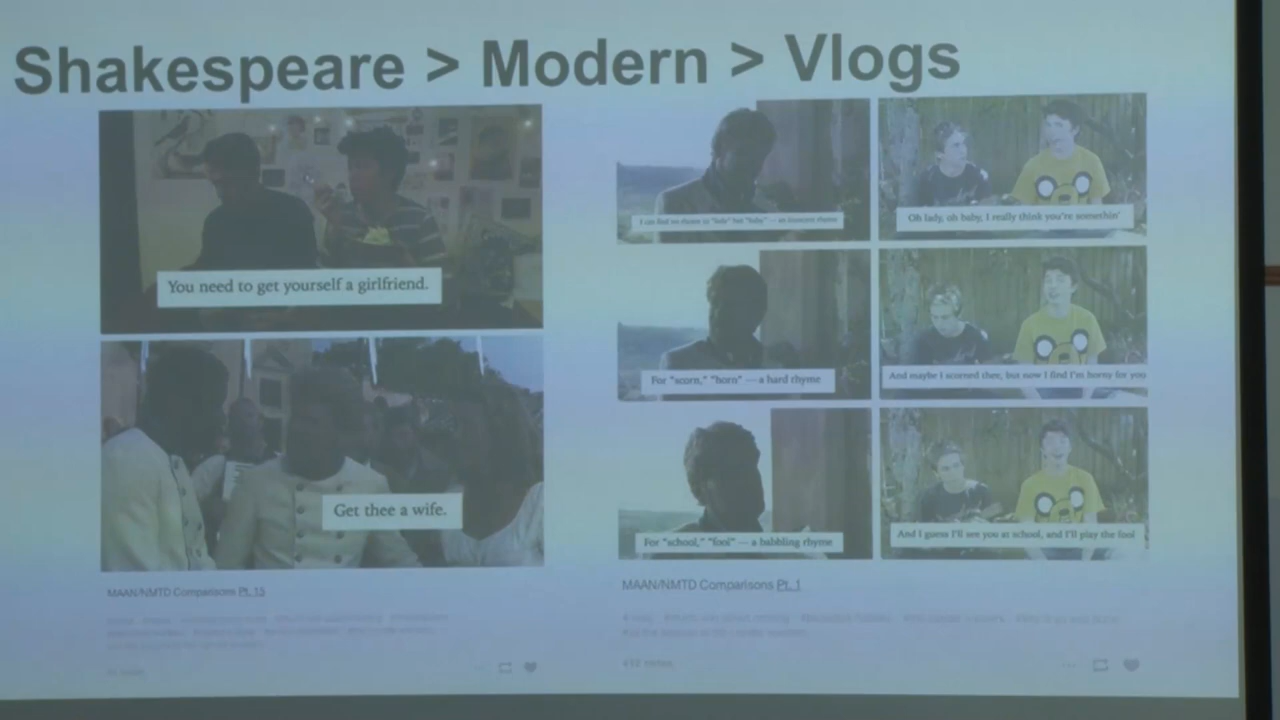 Shakespeare > Modern > Vlogs
You need to get yourself a girlfriend.
Get thee a wife.
MAAN/NMTD Comparisons Pt. 15
I can find no rhyme to "lady" but "baby" — an innocent rhyme
Oh lady, oh baby, I really think you're somethin'
For "scorn," "horn" — a hard rhyme
And maybe I scorned thee, but now I find I'm horny for you
For "school," "fool" — a babbling rhyme
And I guess I'll see you at school, and I'll play the fool
MAAN/NMTD Comparisons Pt. 1